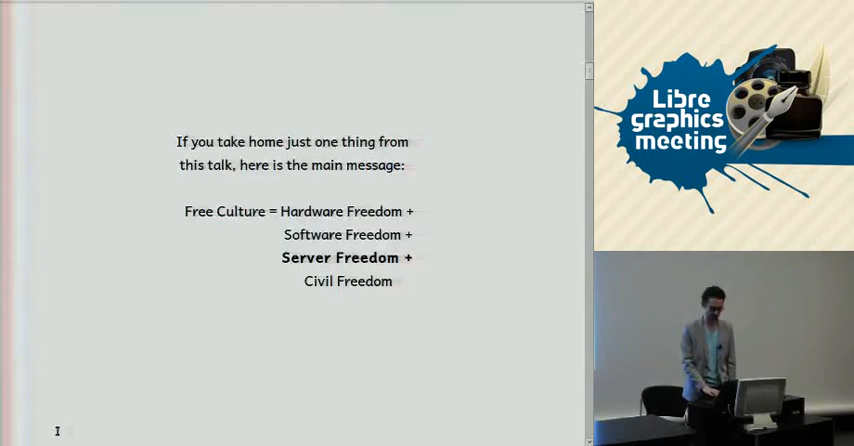 If you take home just one thing from
this talk, here is the main message:
Free Culture = Hardware Freedom +
Software Freedom +
Server Freedom +
Civil Freedom
Libre
graphics
meeting